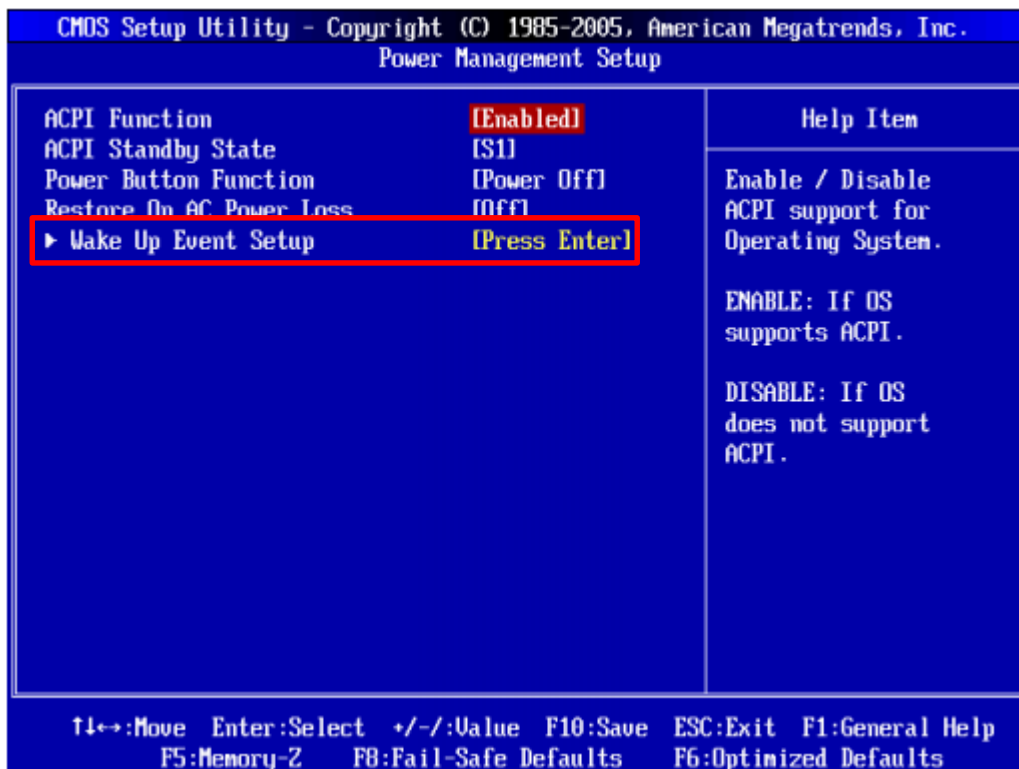 CMOS Setup Utility - Copyright (C) 1985-2005, American Megatrends, Inc.
Power Management Setup
ACPI Function [Enabled]
ACPI Standby State [S1]
Power Button Function [Power Off]
Restore On AC Power Loss [Off]
▶ Wake Up Event Setup [Press Enter]
Help Item
Enable / Disable
ACPI support for
Operating System.
ENABLE: If OS
supports ACPI.
DISABLE: If OS
does not support
ACPI.
↑↓↔:Move Enter:Select +/-/:Value F10:Save ESC:Exit F1:General Help
F5:Memory-Z F8:Fail-Safe Defaults F6:Optimized Defaults